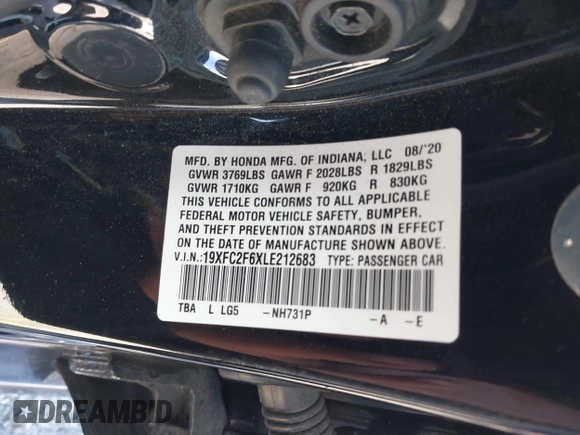 MFD. BY HONDA MFG. OF INDIANA, LLC 08/'20
GVWR 3769LBS GAWR F 2028LBS R 1829LBS
GVWR 1710KG GAWR F 920KG R 830KG
THIS VEHICLE CONFORMS TO ALL APPLICABLE
FEDERAL MOTOR VEHICLE SAFETY, BUMPER,
AND THEFT PREVENTION STANDARDS IN EFFECT
ON THE DATE OF MANUFACTURE SHOWN ABOVE.
V.I.N.:19XFC2F6XLE212683 TYPE: PASSENGER CAR
TBA L LG5 -NH731P -A -E
DREAMBID